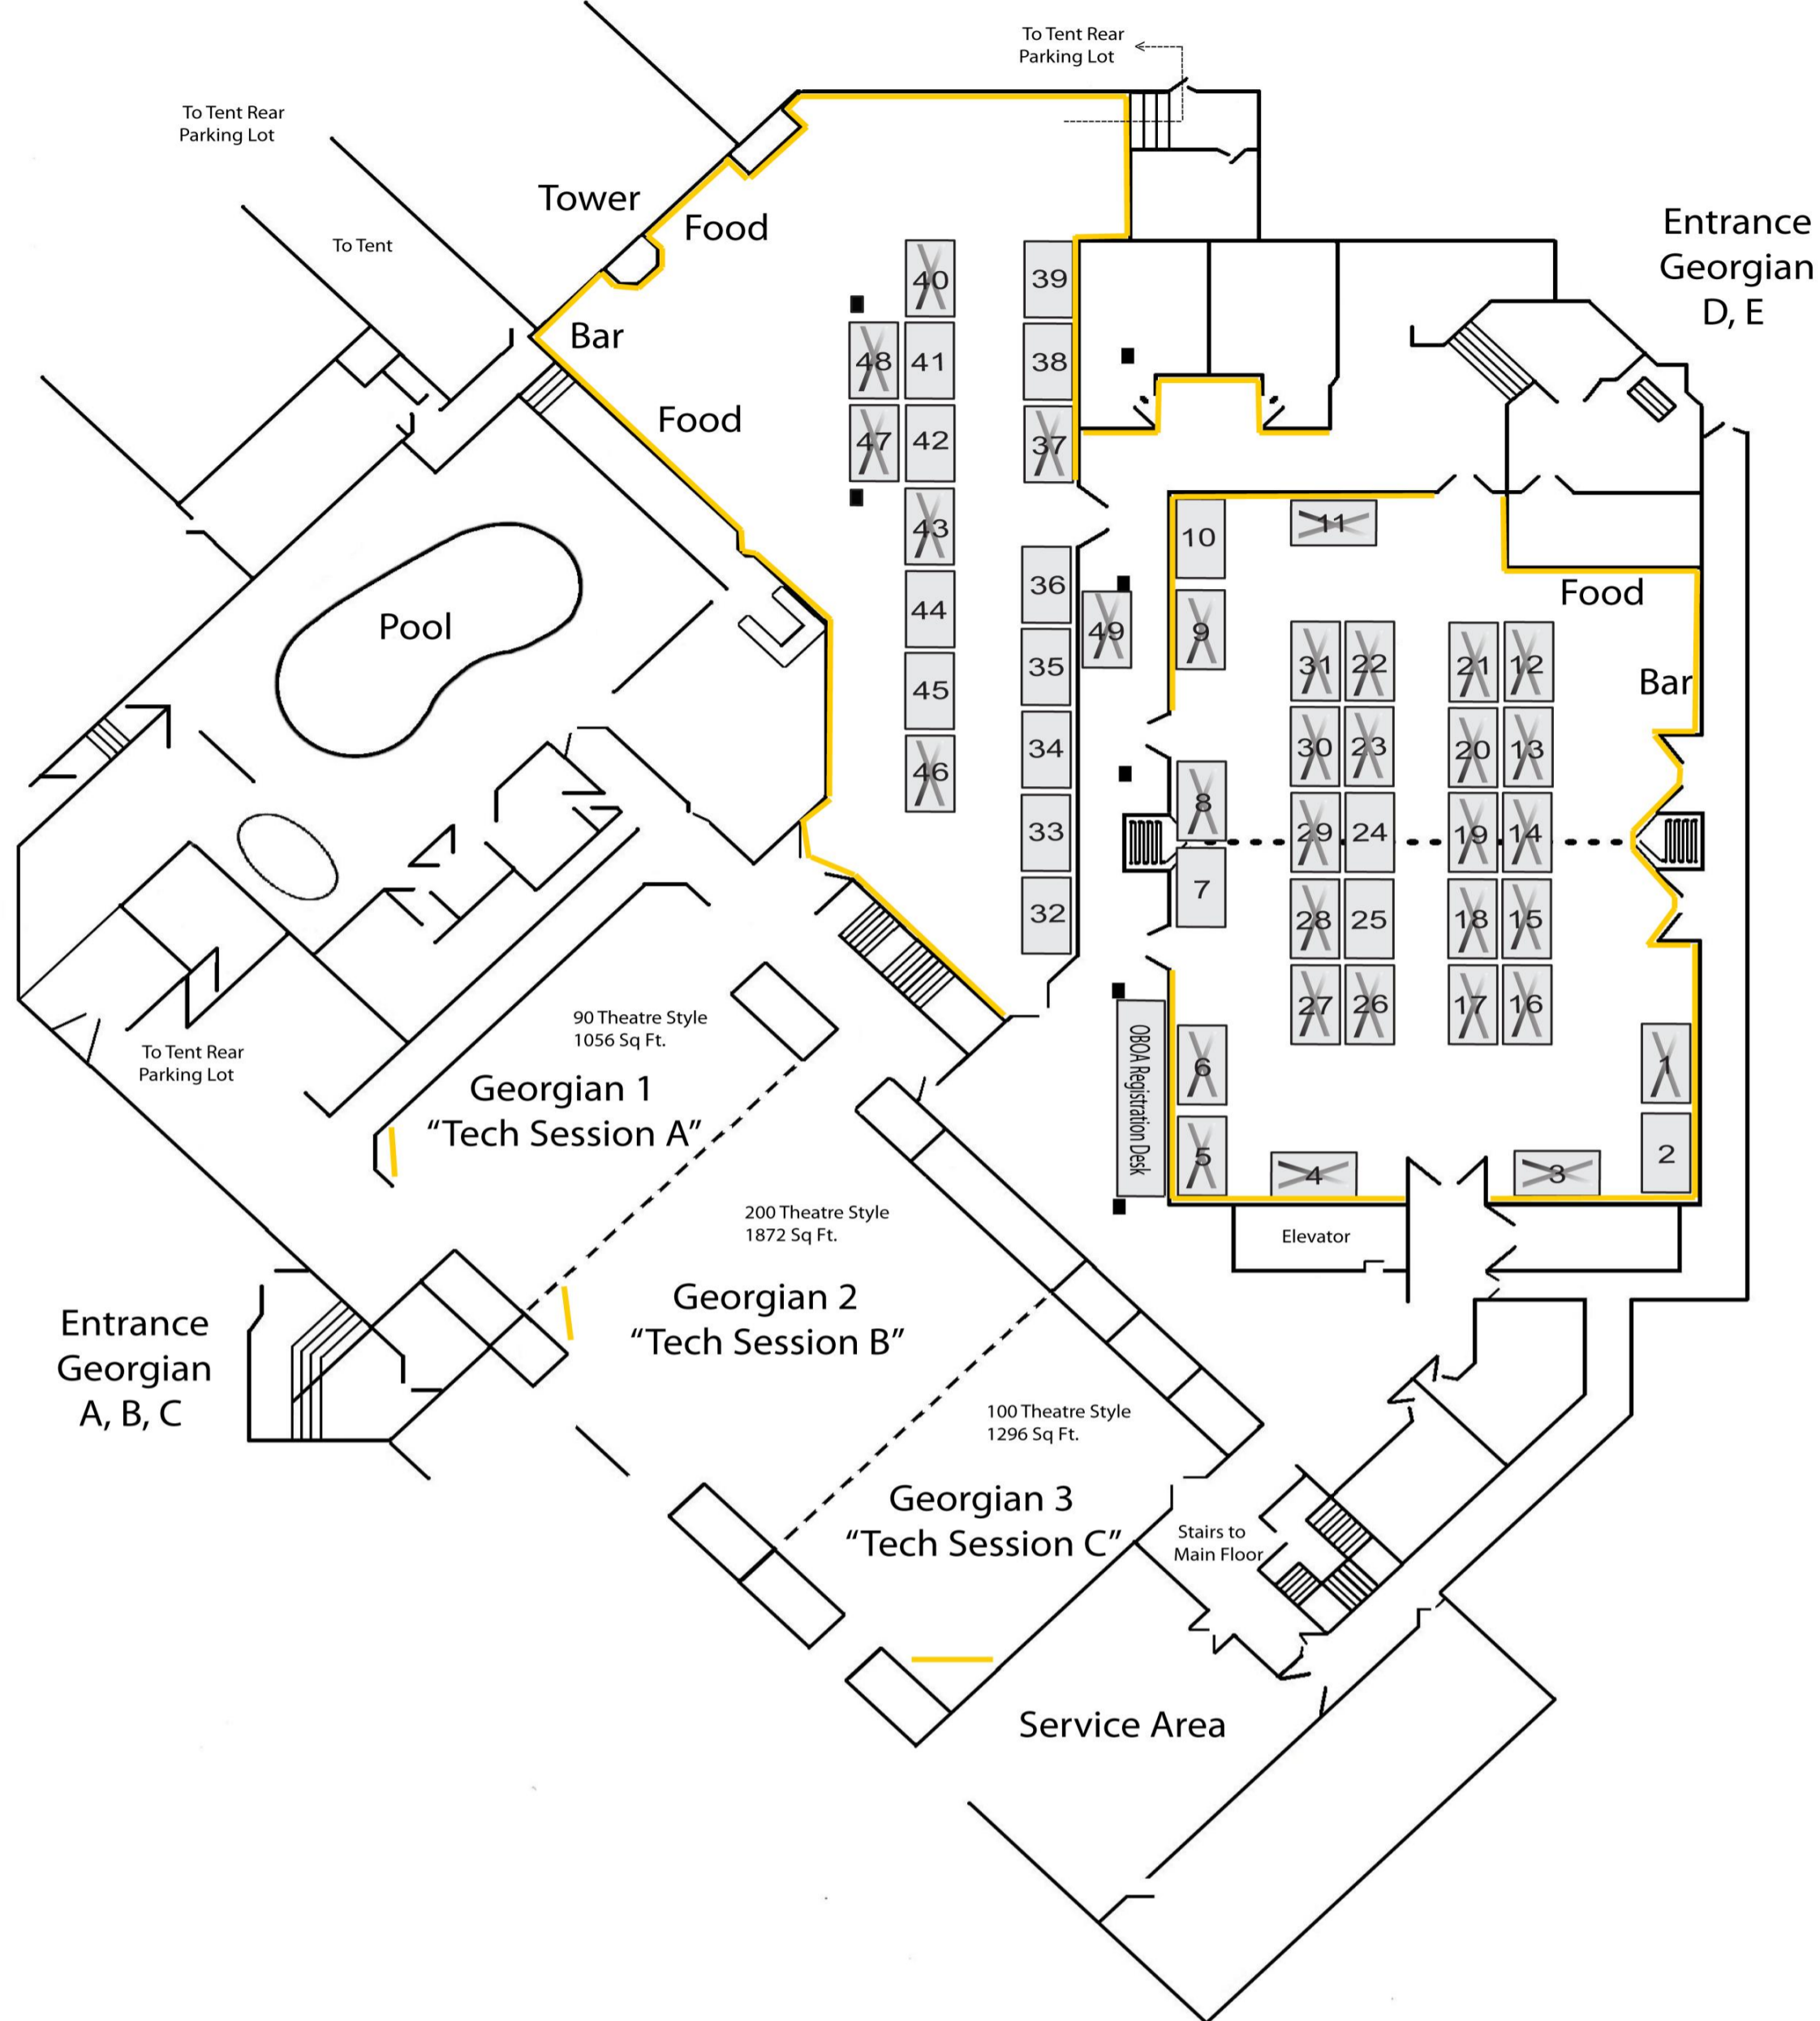 To Tent Rear
Parking Lot
To Tent Rear
Parking Lot
Tower
Food
To Tent
Bar
Food
Entrance
Georgian
D, E
40
39
48
41
38
47
42
37
43
44
45
46
36
35
34
33
32
49
10
11
9
8
7
6
5
4
3
2
1
Food
Bar
31
22
21
12
30
23
20
13
29
24
19
14
28
25
18
15
27
26
17
16
OBOA Registration Desk
Elevator
Pool
To Tent Rear
Parking Lot
90 Theatre Style
1056 Sq Ft.
Georgian 1
“Tech Session A”
200 Theatre Style
1872 Sq Ft.
Georgian 2
“Tech Session B”
Entrance
Georgian
A, B, C
100 Theatre Style
1296 Sq Ft.
Georgian 3
“Tech Session C”
Stairs to
Main Floor
Service Area